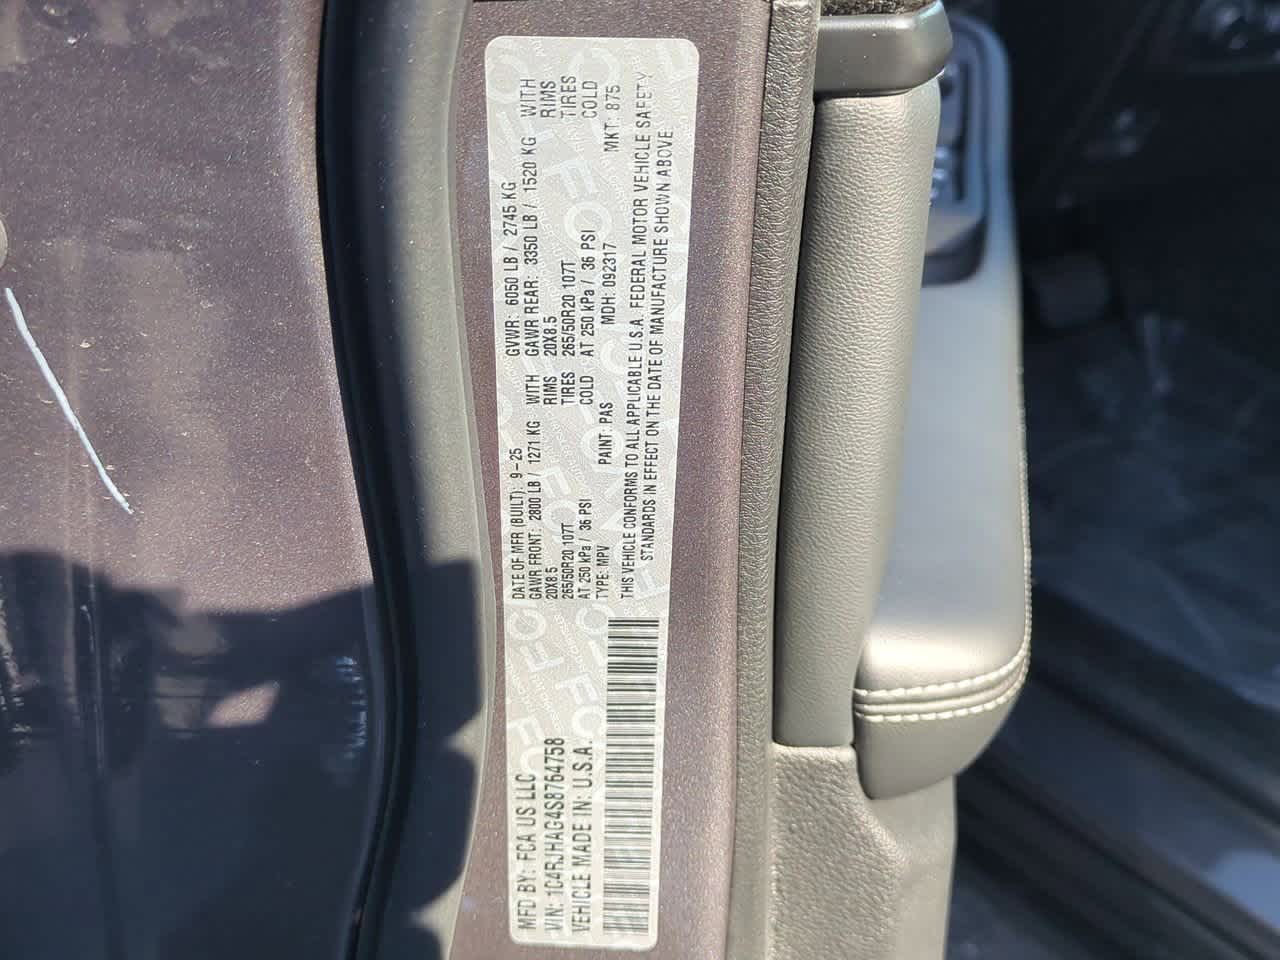 MFD BY: FCA US LLC
VIN: 1C4RJHAG4S8764758
VEHICLE MADE IN: U.S.A.
DATE OF MFR (BUILT): 9-25 GVWR: 6050 LB / 2745 KG
GAWR FRONT: 2800 LB / 1271 KG WITH GAWR REAR: 3350 LB / 1520 KG WITH
20X8.5 RIMS 20X8.5 RIMS
265/50R20 107T TIRES 265/50R20 107T TIRES
AT 250 kPa / 36 PSI COLD AT 250 kPa / 36 PSI COLD
TYPE: MPV PAINT: PAS MDH: 092317 MKT: 875
THIS VEHICLE CONFORMS TO ALL APPLICABLE U.S.A. FEDERAL MOTOR VEHICLE SAFETY
STANDARDS IN EFFECT ON THE DATE OF MANUFACTURE SHOWN ABOVE.